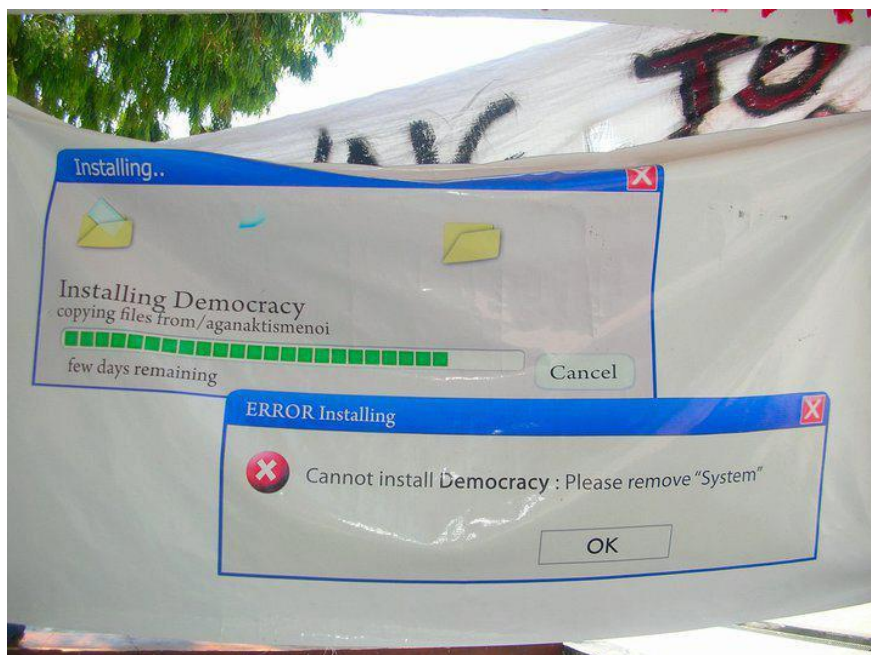 TO
Installing..
Installing Democracy
copying files from/aganaktismenoi
few days remaining
Cancel
ERROR Installing
Cannot install Democracy : Please remove “System”
OK